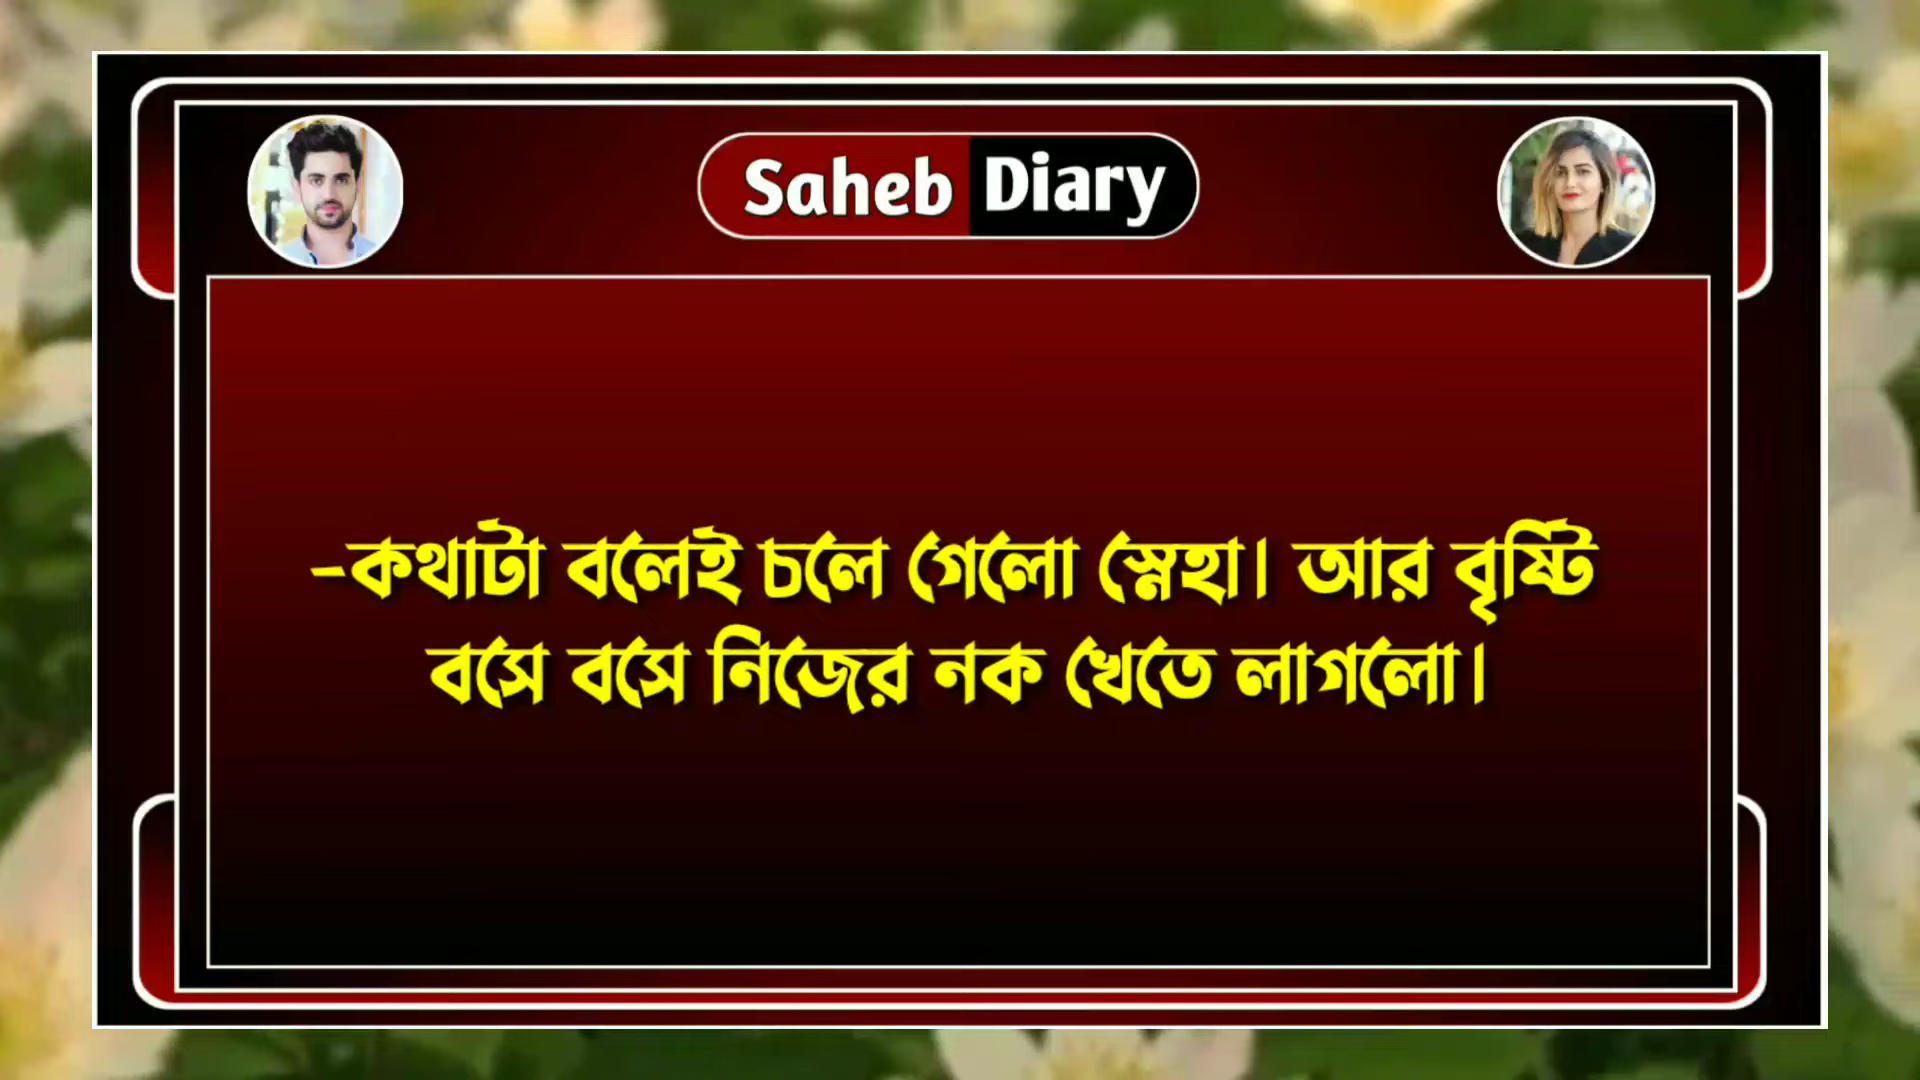 Saheb Diary
-কথাটা বলেই চলে গেলো স্নেহা। আর বৃষ্টি
বসে বসে নিজের নক খেতে লাগলো।